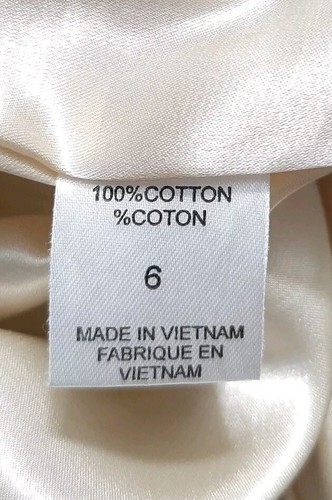 100%COTTON
%COTON
6
MADE IN VIETNAM
FABRIQUE EN
VIETNAM